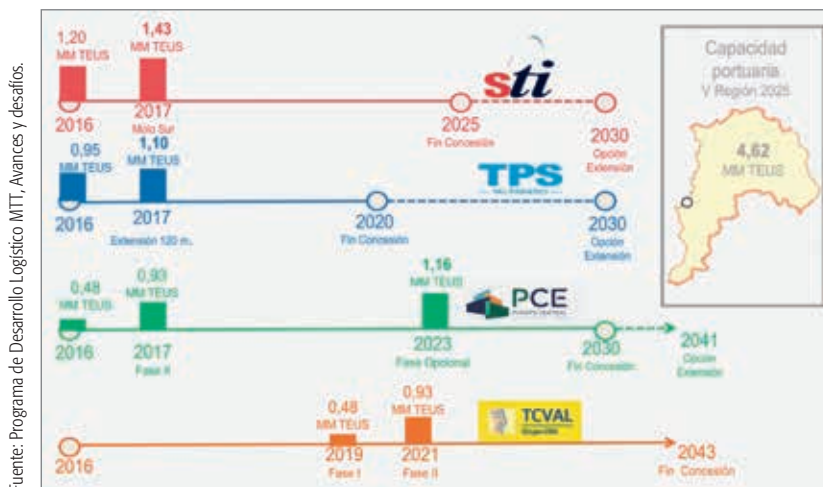 Fuente: Programa de Desarrollo Logístico MTT, Avances y desafíos.
1,20
MM TEUS
1,43
MM TEUS
2016
2017
Molo Sur
sti
2025
Fin Concesión
2030
Opción
Extensión
0,95
MM TEUS
1,10
MM TEUS
2016
2017
Extensión 120 m.
TPS
2020
Fin Concesión
2030
Opción
Extensión
0,48
MM TEUS
0,93
MM TEUS
2016
2017
Fase II
1,16
MM TEUS
2023
Fase Opcional
PCE
PUERTO CENTRAL
2030
Fin Concesión
2041
Opción
Extensión
2016
0,48
MM TEUS
2019
Fase I
0,93
MM TEUS
2021
Fase II
TCVAL
2043
Fin Concesión
Capacidad
portuaria
V Región 2025
4,62
MM TEUS